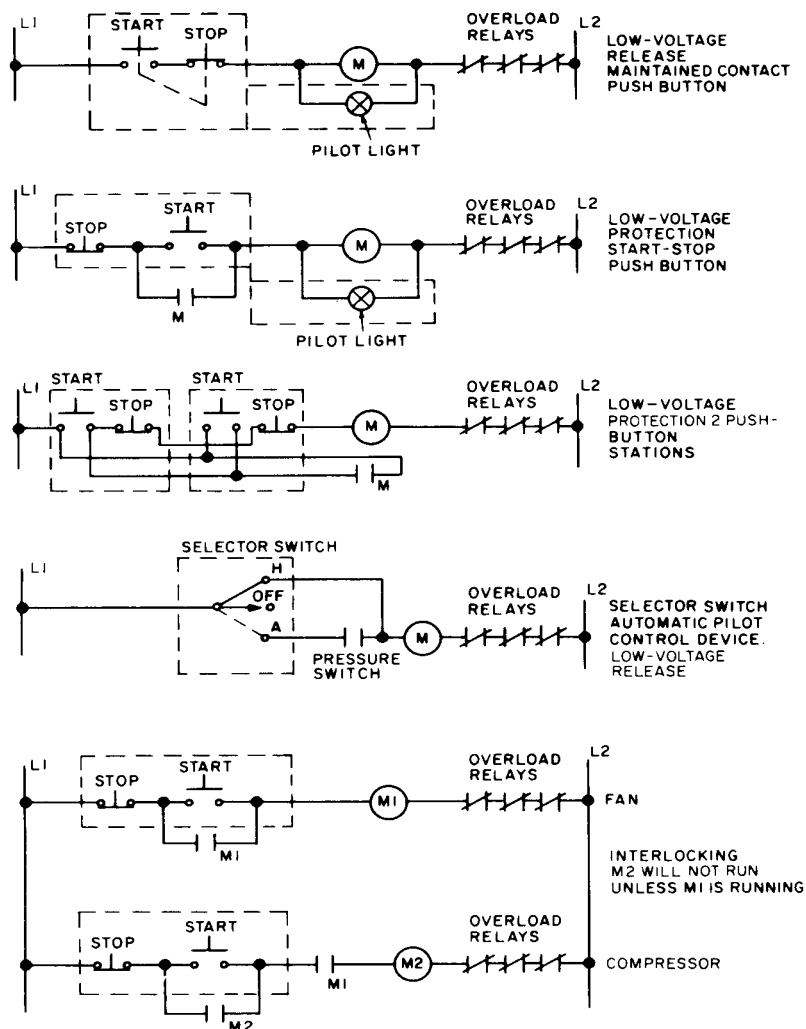 L1
START
STOP
M
PILOT LIGHT
OVERLOAD
RELAYS
L2
LOW-VOLTAGE
RELEASE
MAINTAINED CONTACT
PUSH BUTTON
L1
STOP
START
M
M
PILOT LIGHT
OVERLOAD
RELAYS
L2
LOW-VOLTAGE
PROTECTION
START-STOP
PUSH BUTTON
L1
START
STOP
START
STOP
M
M
OVERLOAD
RELAYS
L2
LOW-VOLTAGE
PROTECTION 2 PUSH-
BUTTON
STATIONS
L1
SELECTOR SWITCH
H
OFF
A
PRESSURE
SWITCH
M
OVERLOAD
RELAYS
L2
SELECTOR SWITCH
AUTOMATIC PILOT
CONTROL DEVICE.
LOW-VOLTAGE
RELEASE
L1
STOP
START
M1
M1
OVERLOAD
RELAYS
L2
FAN
INTERLOCKING
M2 WILL NOT RUN
UNLESS M1 IS RUNNING
STOP
START
M2
M1
M2
OVERLOAD
RELAYS
COMPRESSOR